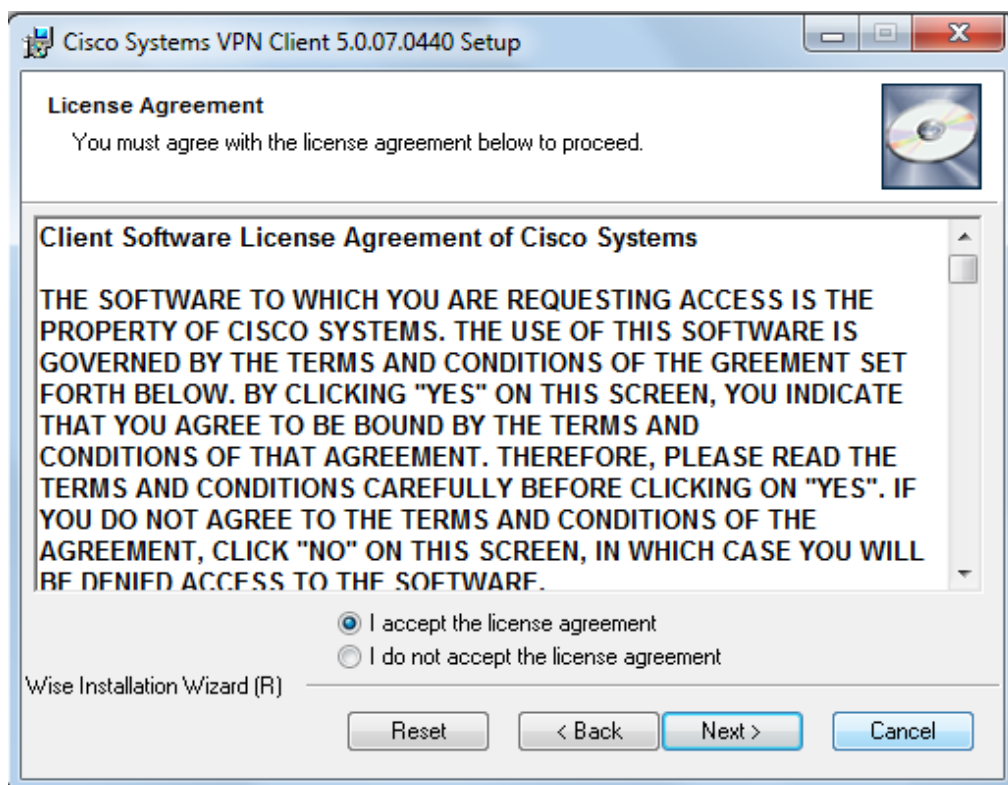 Cisco Systems VPN Client 5.0.07.0440 Setup
License Agreement
You must agree with the license agreement below to proceed.
Client Software License Agreement of Cisco Systems
THE SOFTWARE TO WHICH YOU ARE REQUESTING ACCESS IS THE
PROPERTY OF CISCO SYSTEMS. THE USE OF THIS SOFTWARE IS
GOVERNED BY THE TERMS AND CONDITIONS OF THE GREEMENT SET
FORTH BELOW. BY CLICKING "YES" ON THIS SCREEN, YOU INDICATE
THAT YOU AGREE TO BE BOUND BY THE TERMS AND
CONDITIONS OF THAT AGREEMENT. THEREFORE, PLEASE READ THE
TERMS AND CONDITIONS CAREFULLY BEFORE CLICKING ON "YES". IF
YOU DO NOT AGREE TO THE TERMS AND CONDITIONS OF THE
AGREEMENT, CLICK "NO" ON THIS SCREEN, IN WHICH CASE YOU WILL
BE DENIED ACCESS TO THE SOFTWARE.
I accept the license agreement
I do not accept the license agreement
Wise Installation Wizard (R)
Reset
< Back
Next >
Cancel